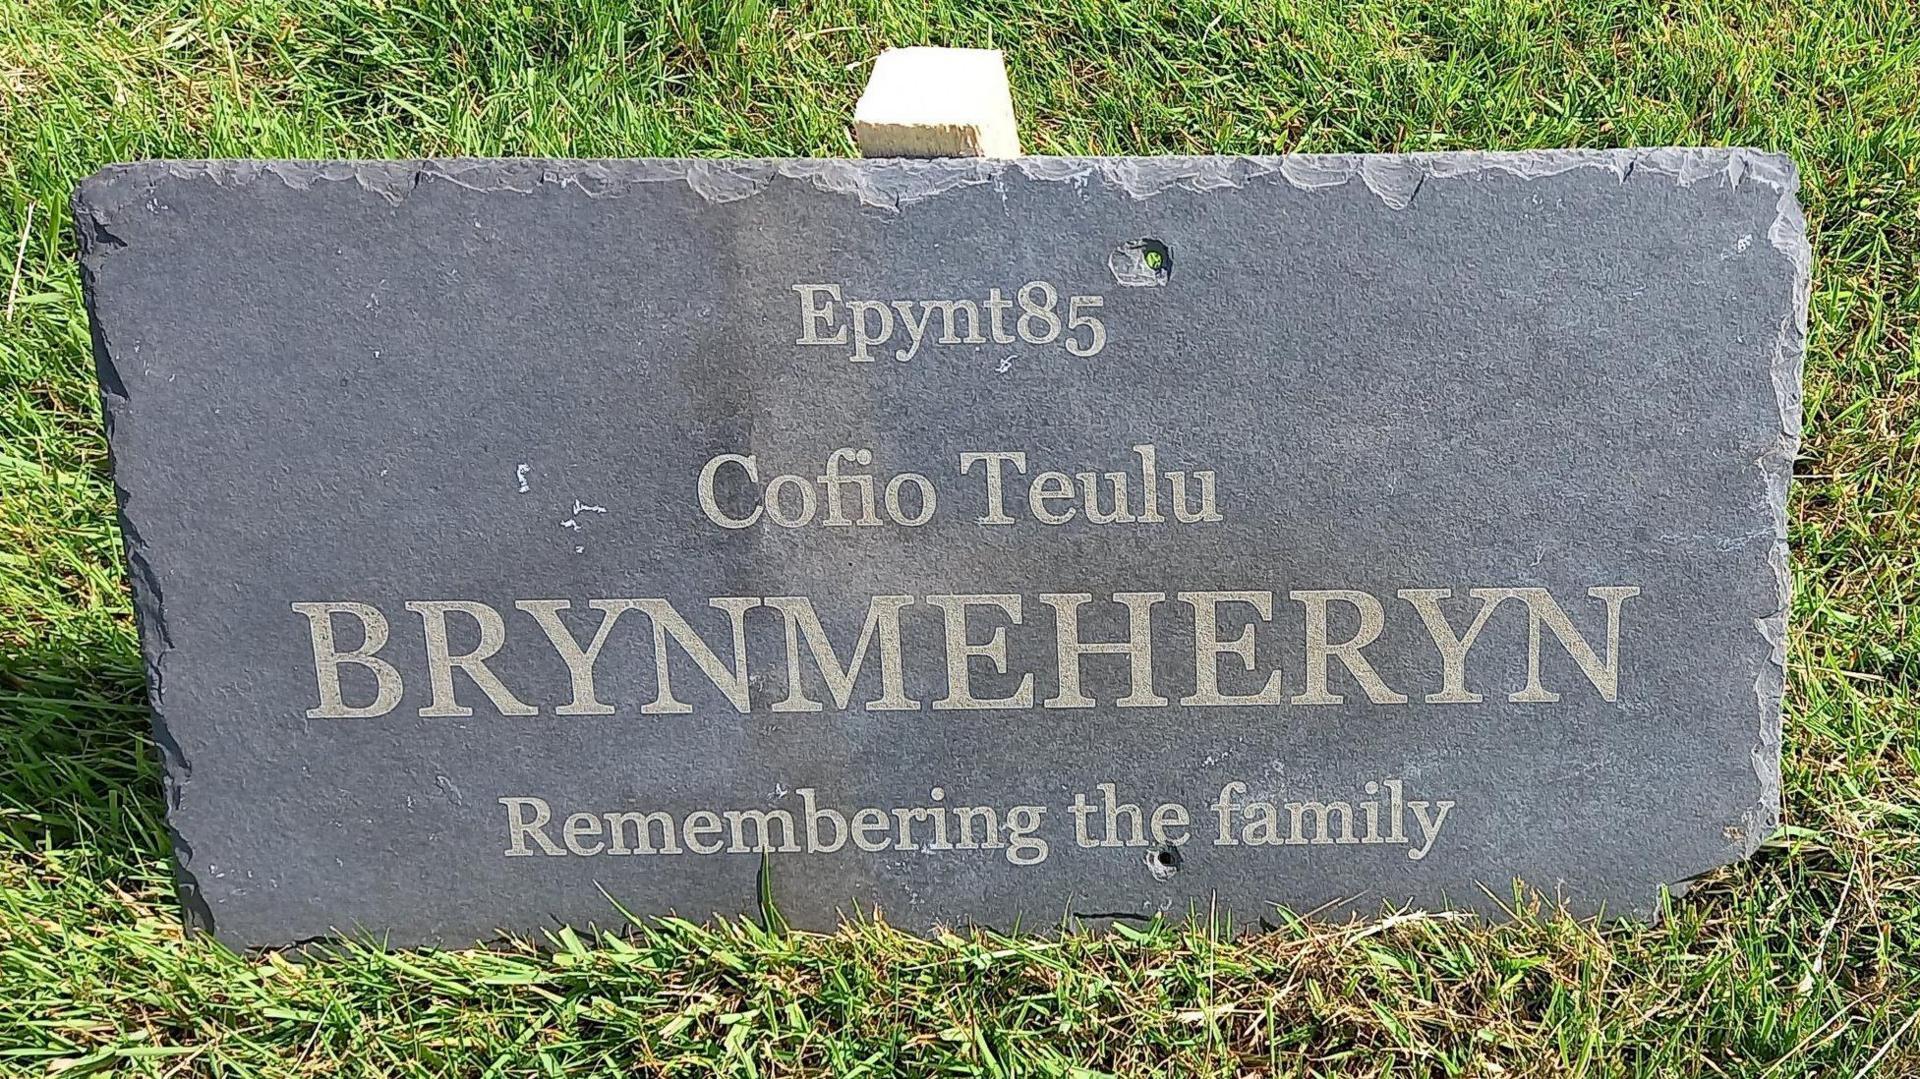 Epynt85
Cofio Teulu
BRYNMEHERYN
Remembering the family